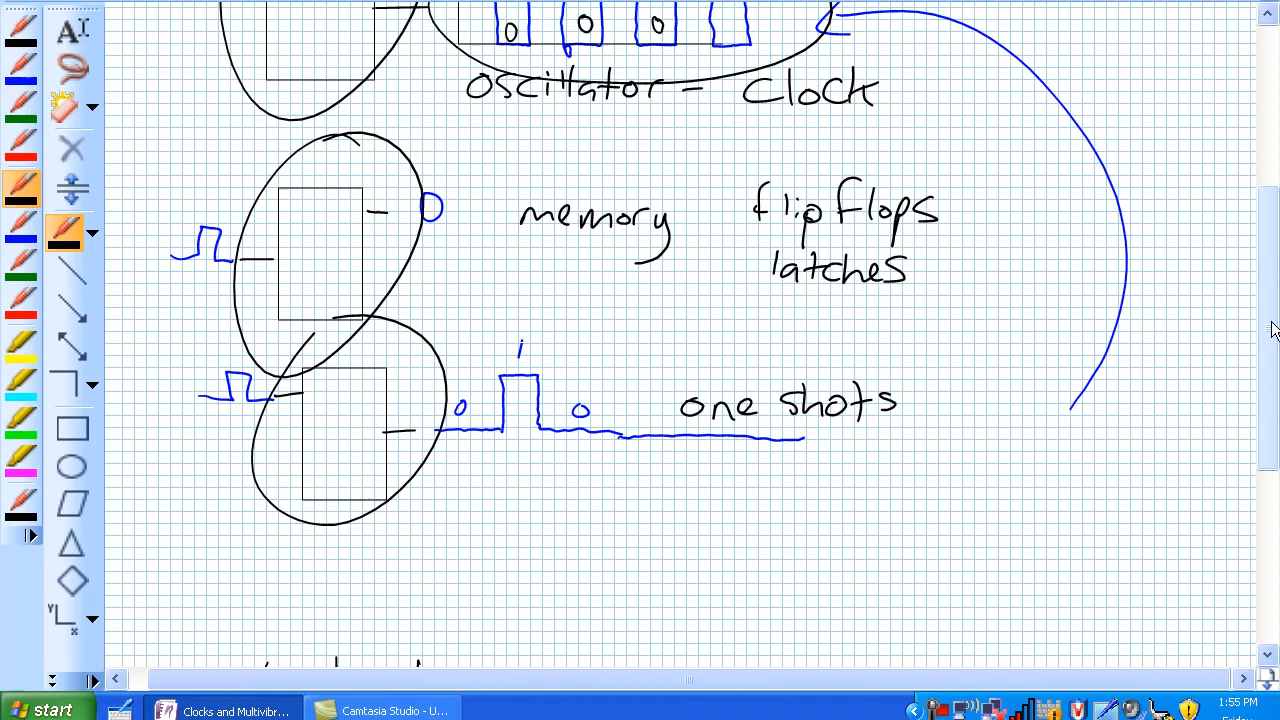 0 0 0
oscillator = clock
0 memory flip flops
latches
1
0 0 one shots
start
Clocks and Multivibr...
Camtasia Studio - U...
1:55 PM
Friday